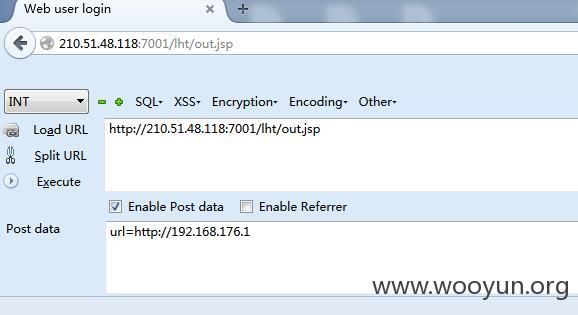 Web user login
210.51.48.118:7001/lht/out.jsp
INT SQL XSS Encryption Encoding Other
Load URL
http://210.51.48.118:7001/lht/out.jsp
Split URL
Execute
Enable Post data Enable Referrer
Post data
url=http://192.168.176.1
www.wooyun.org